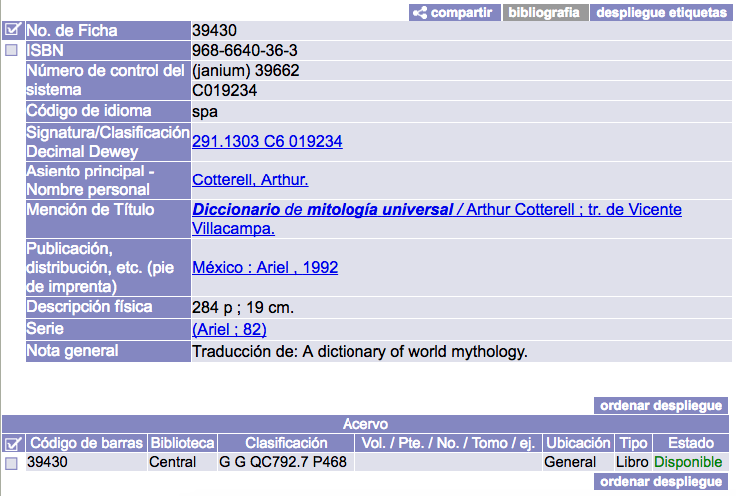 compartir bibliografia despliegue etiquetas
No. de Ficha 39430
ISBN 968-6640-36-3
Número de control del (janium) 39662
sistema C019234
Código de idioma spa
Signatura/Clasificación
Decimal Dewey 291.1303 C6 019234
Asiento principal -
Nombre personal Cotterell, Arthur.
Mención de Título Diccionario de mitología universal / Arthur Cotterell ; tr. de Vicente
Villacampa.
Publicación,
distribución, etc. (pie México : Ariel , 1992
de imprenta)
Descripción física 284 p ; 19 cm.
Serie (Ariel ; 82)
Nota general Traducción de: A dictionary of world mythology.
ordenar despliegue
Acervo
Código de barras Biblioteca Clasificación Vol. / Pte. / No. / Tomo / ej. Ubicación Tipo Estado
39430 Central G G QC792.7 P468 General Libro Disponible
ordenar despliegue